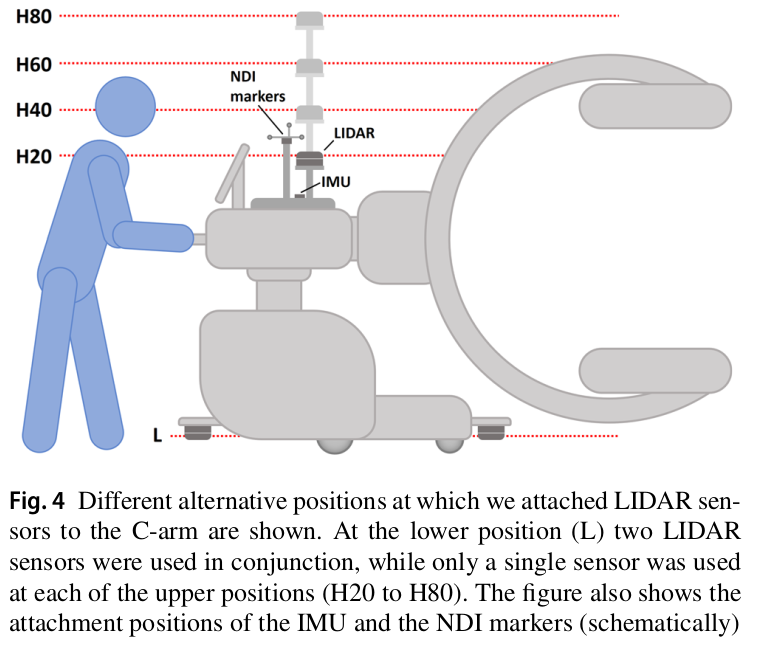 H80
H60
NDI
markers
H40
LIDAR
H20
IMU
L
Fig. 4 Different alternative positions at which we attached LIDAR sen-
sors to the C-arm are shown. At the lower position (L) two LIDAR
sensors were used in conjunction, while only a single sensor was used
at each of the upper positions (H20 to H80). The figure also shows the
attachment positions of the IMU and the NDI markers (schematically)